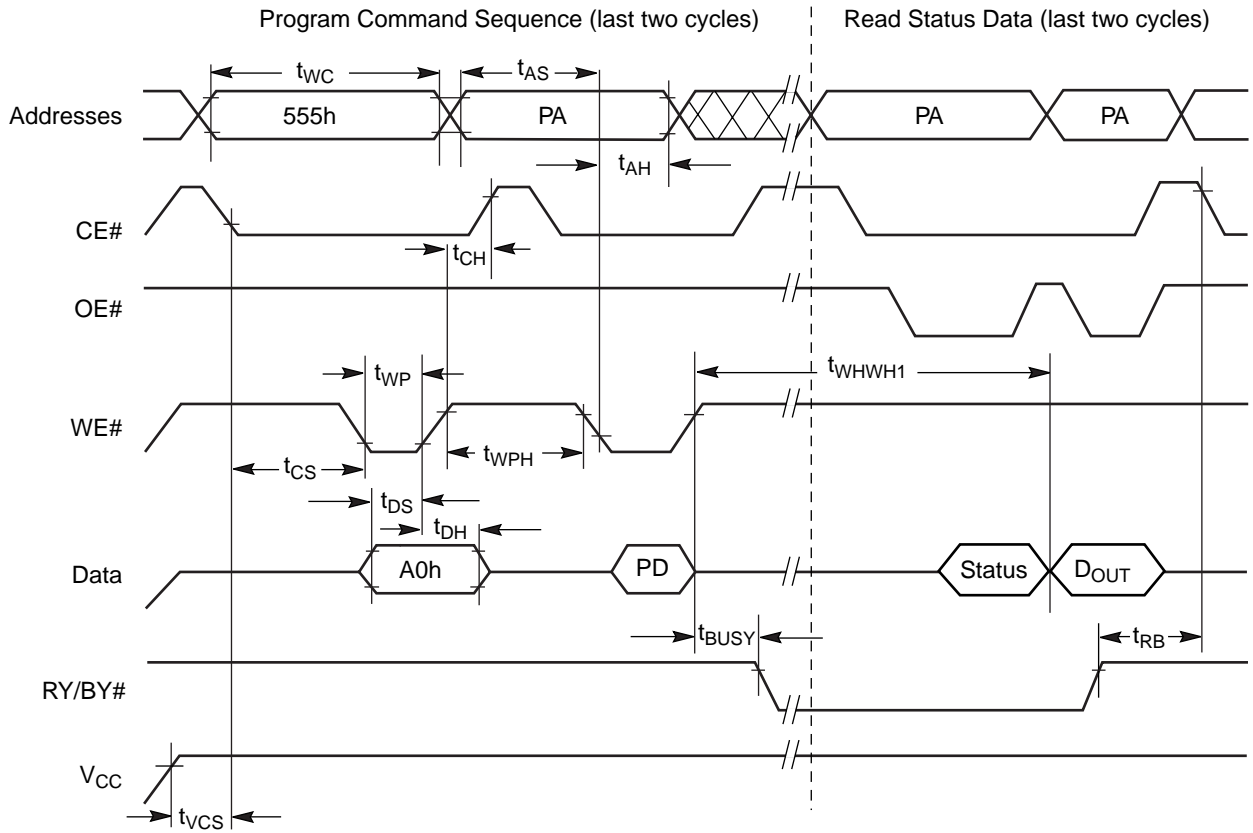 Program Command Sequence (last two cycles)
Read Status Data (last two cycles)
tWC
tAS
Addresses
555h
PA
PA
PA
tAH
CE#
tCH
OE#
tWP
tWHWH1
WE#
tCS
tWPH
tDS
tDH
Data
A0h
PD
Status
DOUT
tBUSY
tRB
RY/BY#
VCC
tVCS